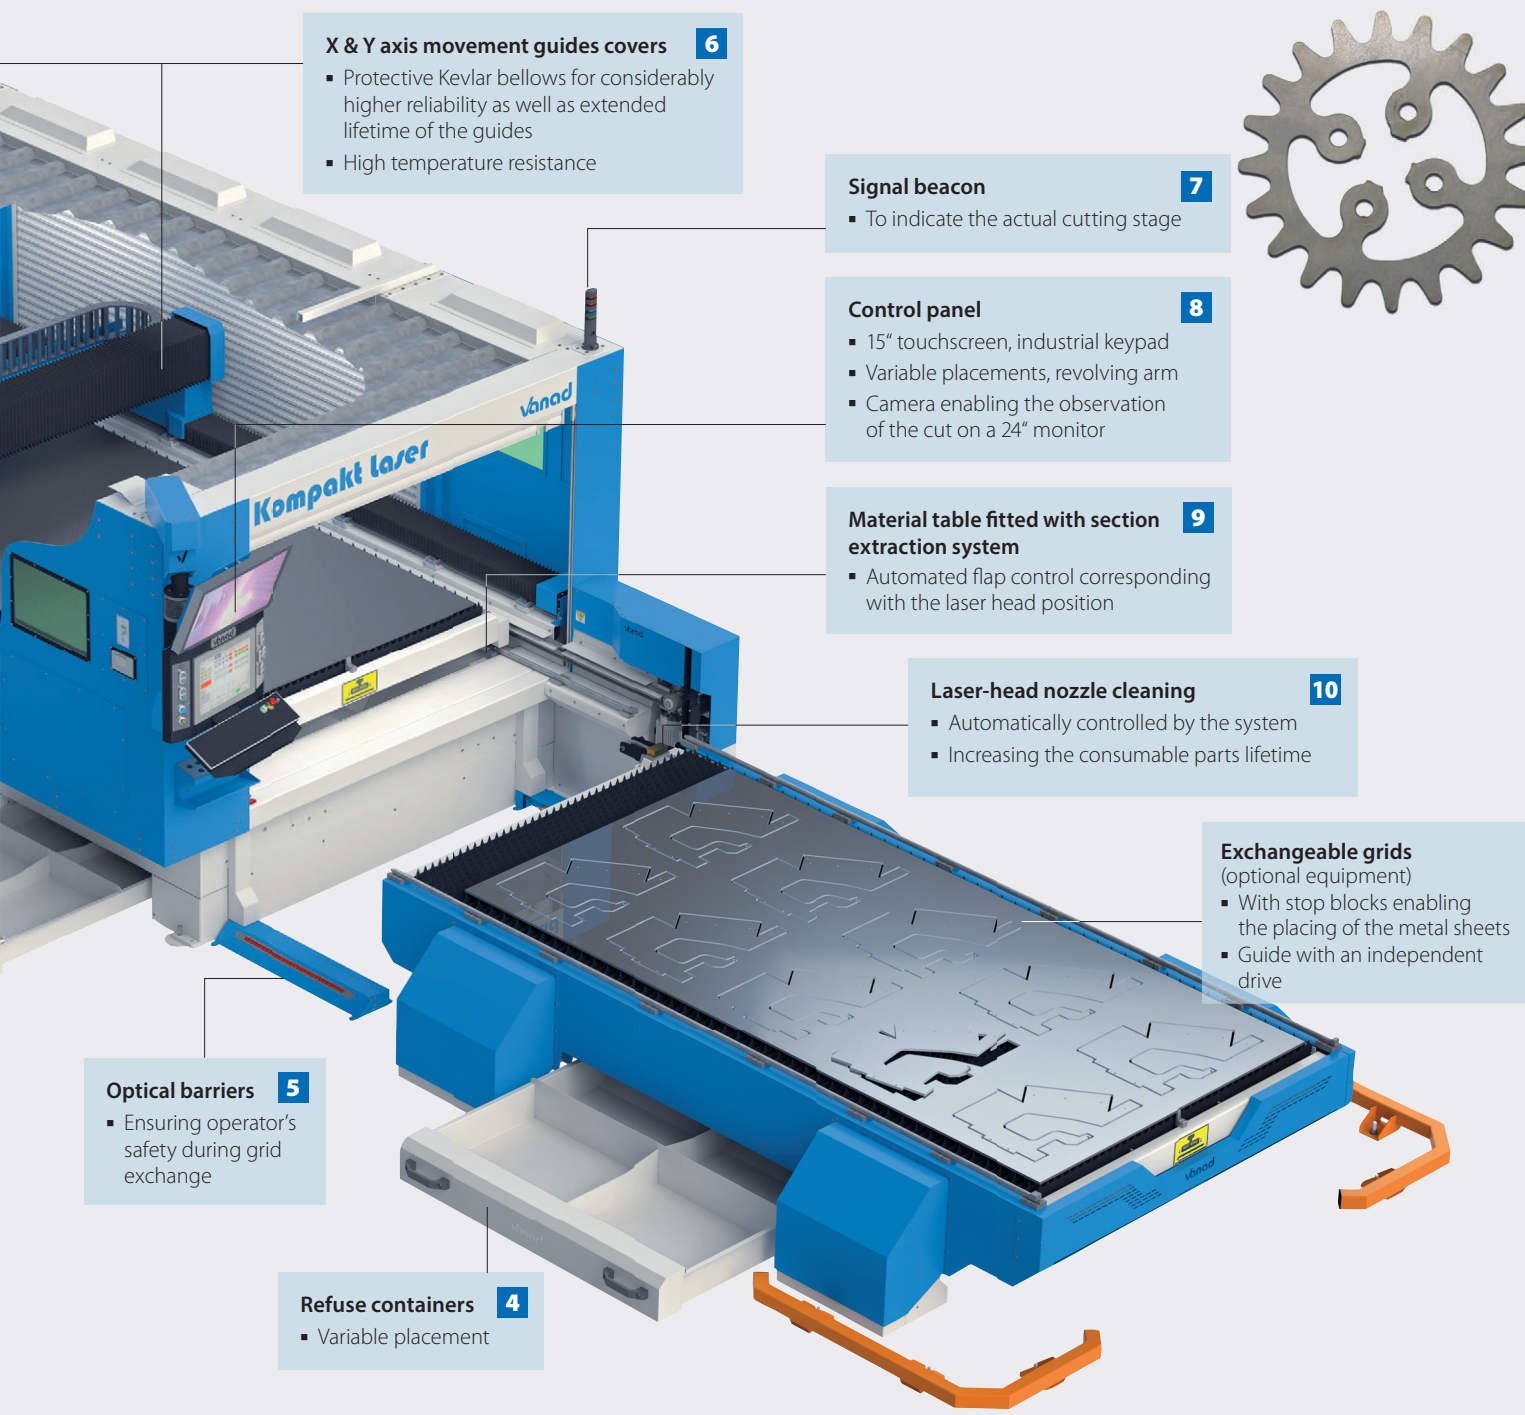 X & Y axis movement guides covers 6
▪ Protective Kevlar bellows for considerably
higher reliability as well as extended
lifetime of the guides
▪ High temperature resistance
Signal beacon 7
▪ To indicate the actual cutting stage
Control panel 8
▪ 15“ touchscreen, industrial keypad
▪ Variable placements, revolving arm
▪ Camera enabling the observation
of the cut on a 24“ monitor
Vanad
Kompakt Laser
Material table fitted with section 9
extraction system
▪ Automated flap control corresponding
with the laser head position
vanad
vanad
Laser-head nozzle cleaning 10
▪ Automatically controlled by the system
▪ Increasing the consumable parts lifetime
Exchangeable grids
(optional equipment)
▪ With stop blocks enabling
the placing of the metal sheets
▪ Guide with an independent
drive
Optical barriers 5
▪ Ensuring operator’s
safety during grid
exchange
vanad
vanad
Refuse containers 4
▪ Variable placement